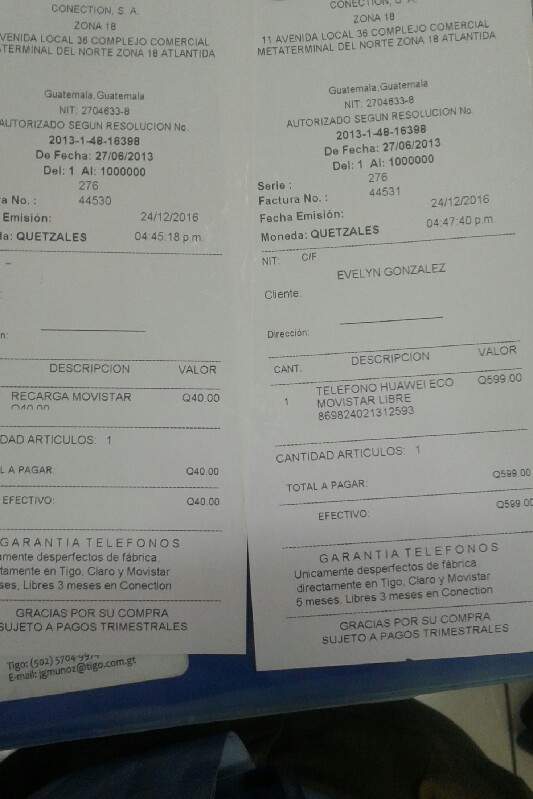 CONECTION, S. A.
ZONA 18
AVENIDA LOCAL 36 COMPLEJO COMERCIAL
METATERMINAL DEL NORTE ZONA 18 ATLANTIDA
Guatemala, Guatemala
NIT: 2704633-8
AUTORIZADO SEGUN RESOLUCION No.
2013-1-48-16398
De Fecha: 27/06/2013
Del: 1 Al: 1000000
276
ra No. : 44530
Emisión: 24/12/2016
da: QUETZALES 04:45:18 p.m.
n:
DESCRIPCION VALOR
RECARGA MOVISTAR Q40.00
Q40.00
DAD ARTICULOS: 1
L A PAGAR: Q40.00
EFECTIVO: Q40.00
GARANTIA TELEFONOS
amente desperfectos de fábrica,
ctamente en Tigo, Claro y Movistar
ses, Libres 3 meses en Conection
GRACIAS POR SU COMPRA
SUJETO A PAGOS TRIMESTRALES
Tigo: (502) 5704-9971
E-mail: jgmunoz@tigo.com.gt
CONECTION, S. A.
ZONA 18
11 AVENIDA LOCAL 36 COMPLEJO COMERCIAL
METATERMINAL DEL NORTE ZONA 18 ATLANTIDA
Guatemala, Guatemala
NIT: 2704633-8
AUTORIZADO SEGUN RESOLUCION No.
2013-1-48-16398
De Fecha: 27/06/2013
Del: 1 Al: 1000000
Serie : 276
Factura No. : 44531
Fecha Emisión: 24/12/2016
Moneda: QUETZALES 04:47:40 p.m.
NIT: C/F
EVELYN GONZALEZ
Cliente:
Dirección:
CANT. DESCRIPCION VALOR
1 TELEFONO HUAWEI ECO Q599.00
MOVISTAR LIBRE
869824021312593
CANTIDAD ARTICULOS: 1
TOTAL A PAGAR: Q599.00
EFECTIVO: Q599.00
GARANTIA TELEFONOS
Unicamente desperfectos de fábrica,
directamente en Tigo, Claro y Movistar
5 meses, Libres 3 meses en Conection
GRACIAS POR SU COMPRA
SUJETO A PAGOS TRIMESTRALES